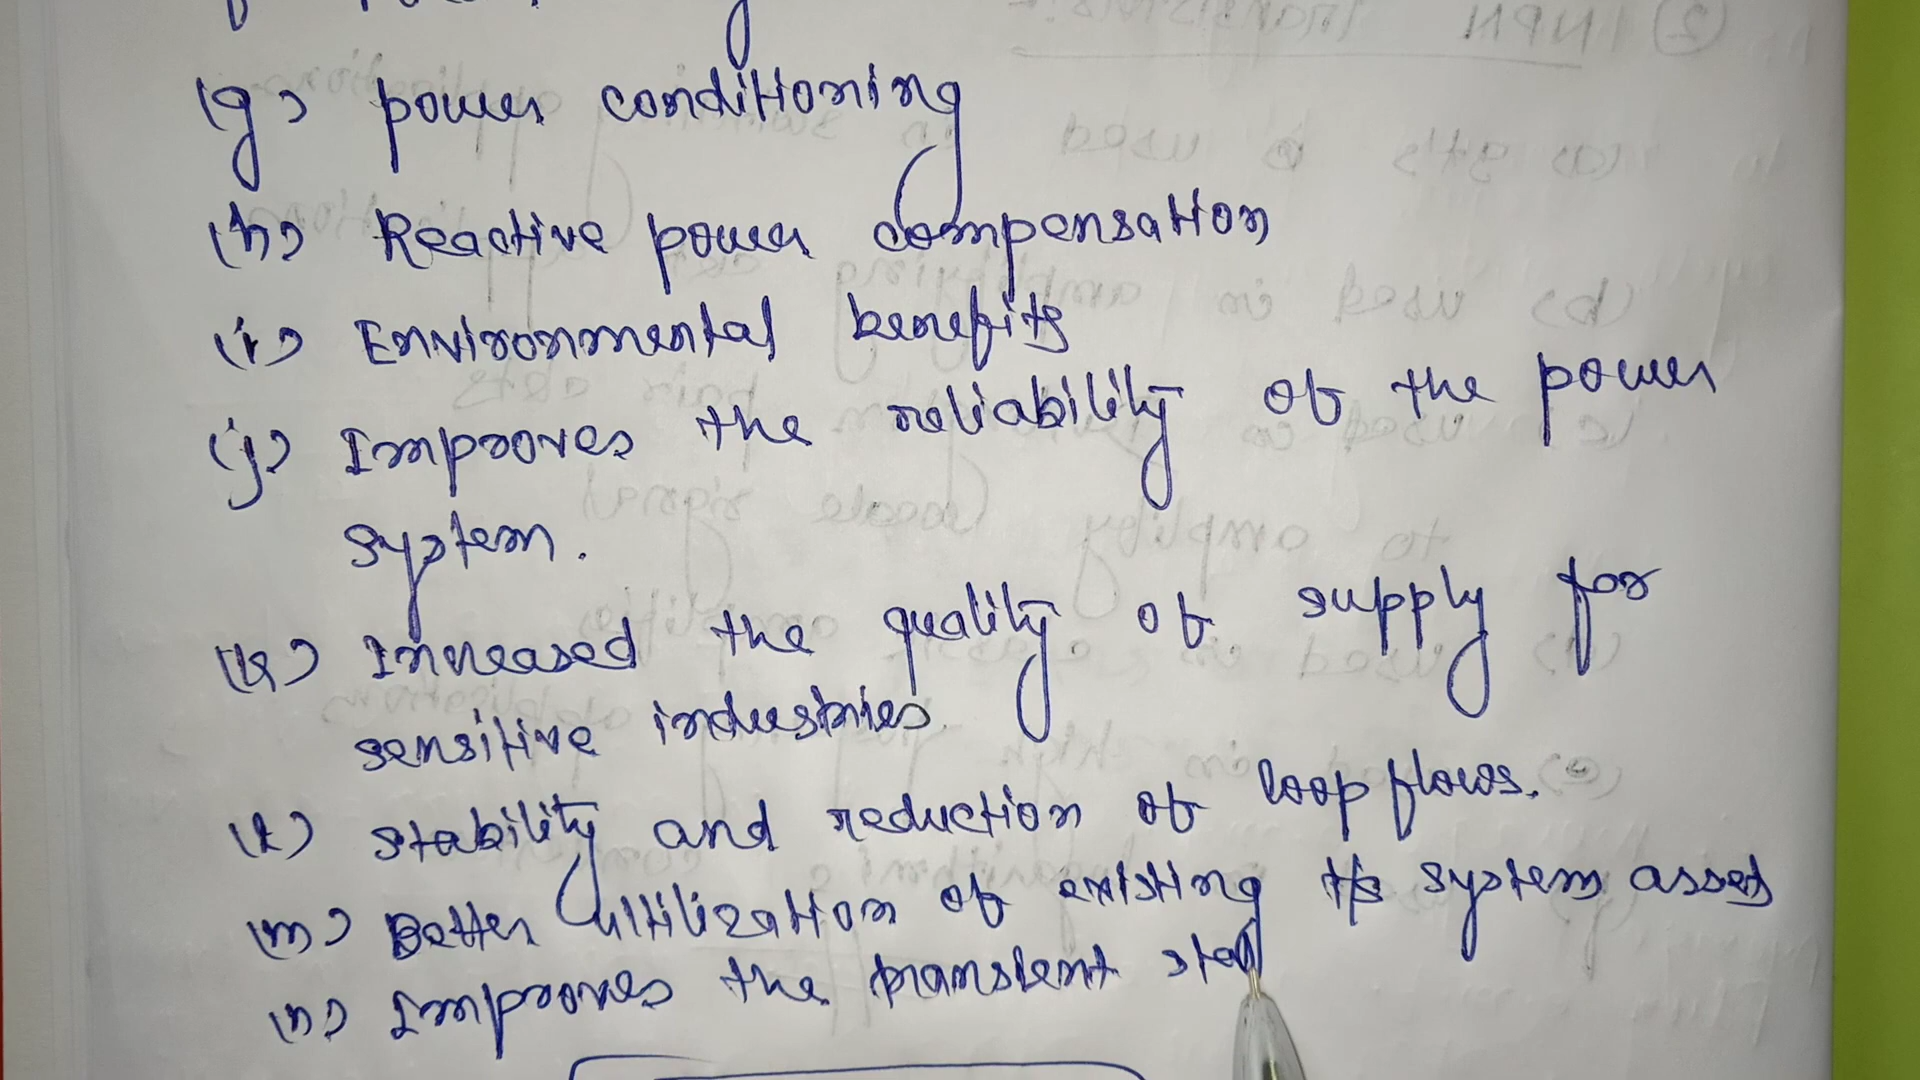 (g) power conditioning
(h) Reactive power compensation
(i) Environmental benefits
(j) Improves the reliability of the power
system.
(k) Increased the quality of supply for
sensitive industries.
(l) stability and reduction of loop flows.
(m) Better utilization of existing system assets
(n) Improves the transient stab